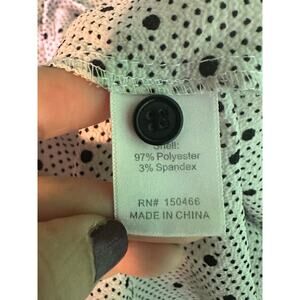 Shell:
97% Polyester
3% Spandex
RN# 150466
MADE IN CHINA